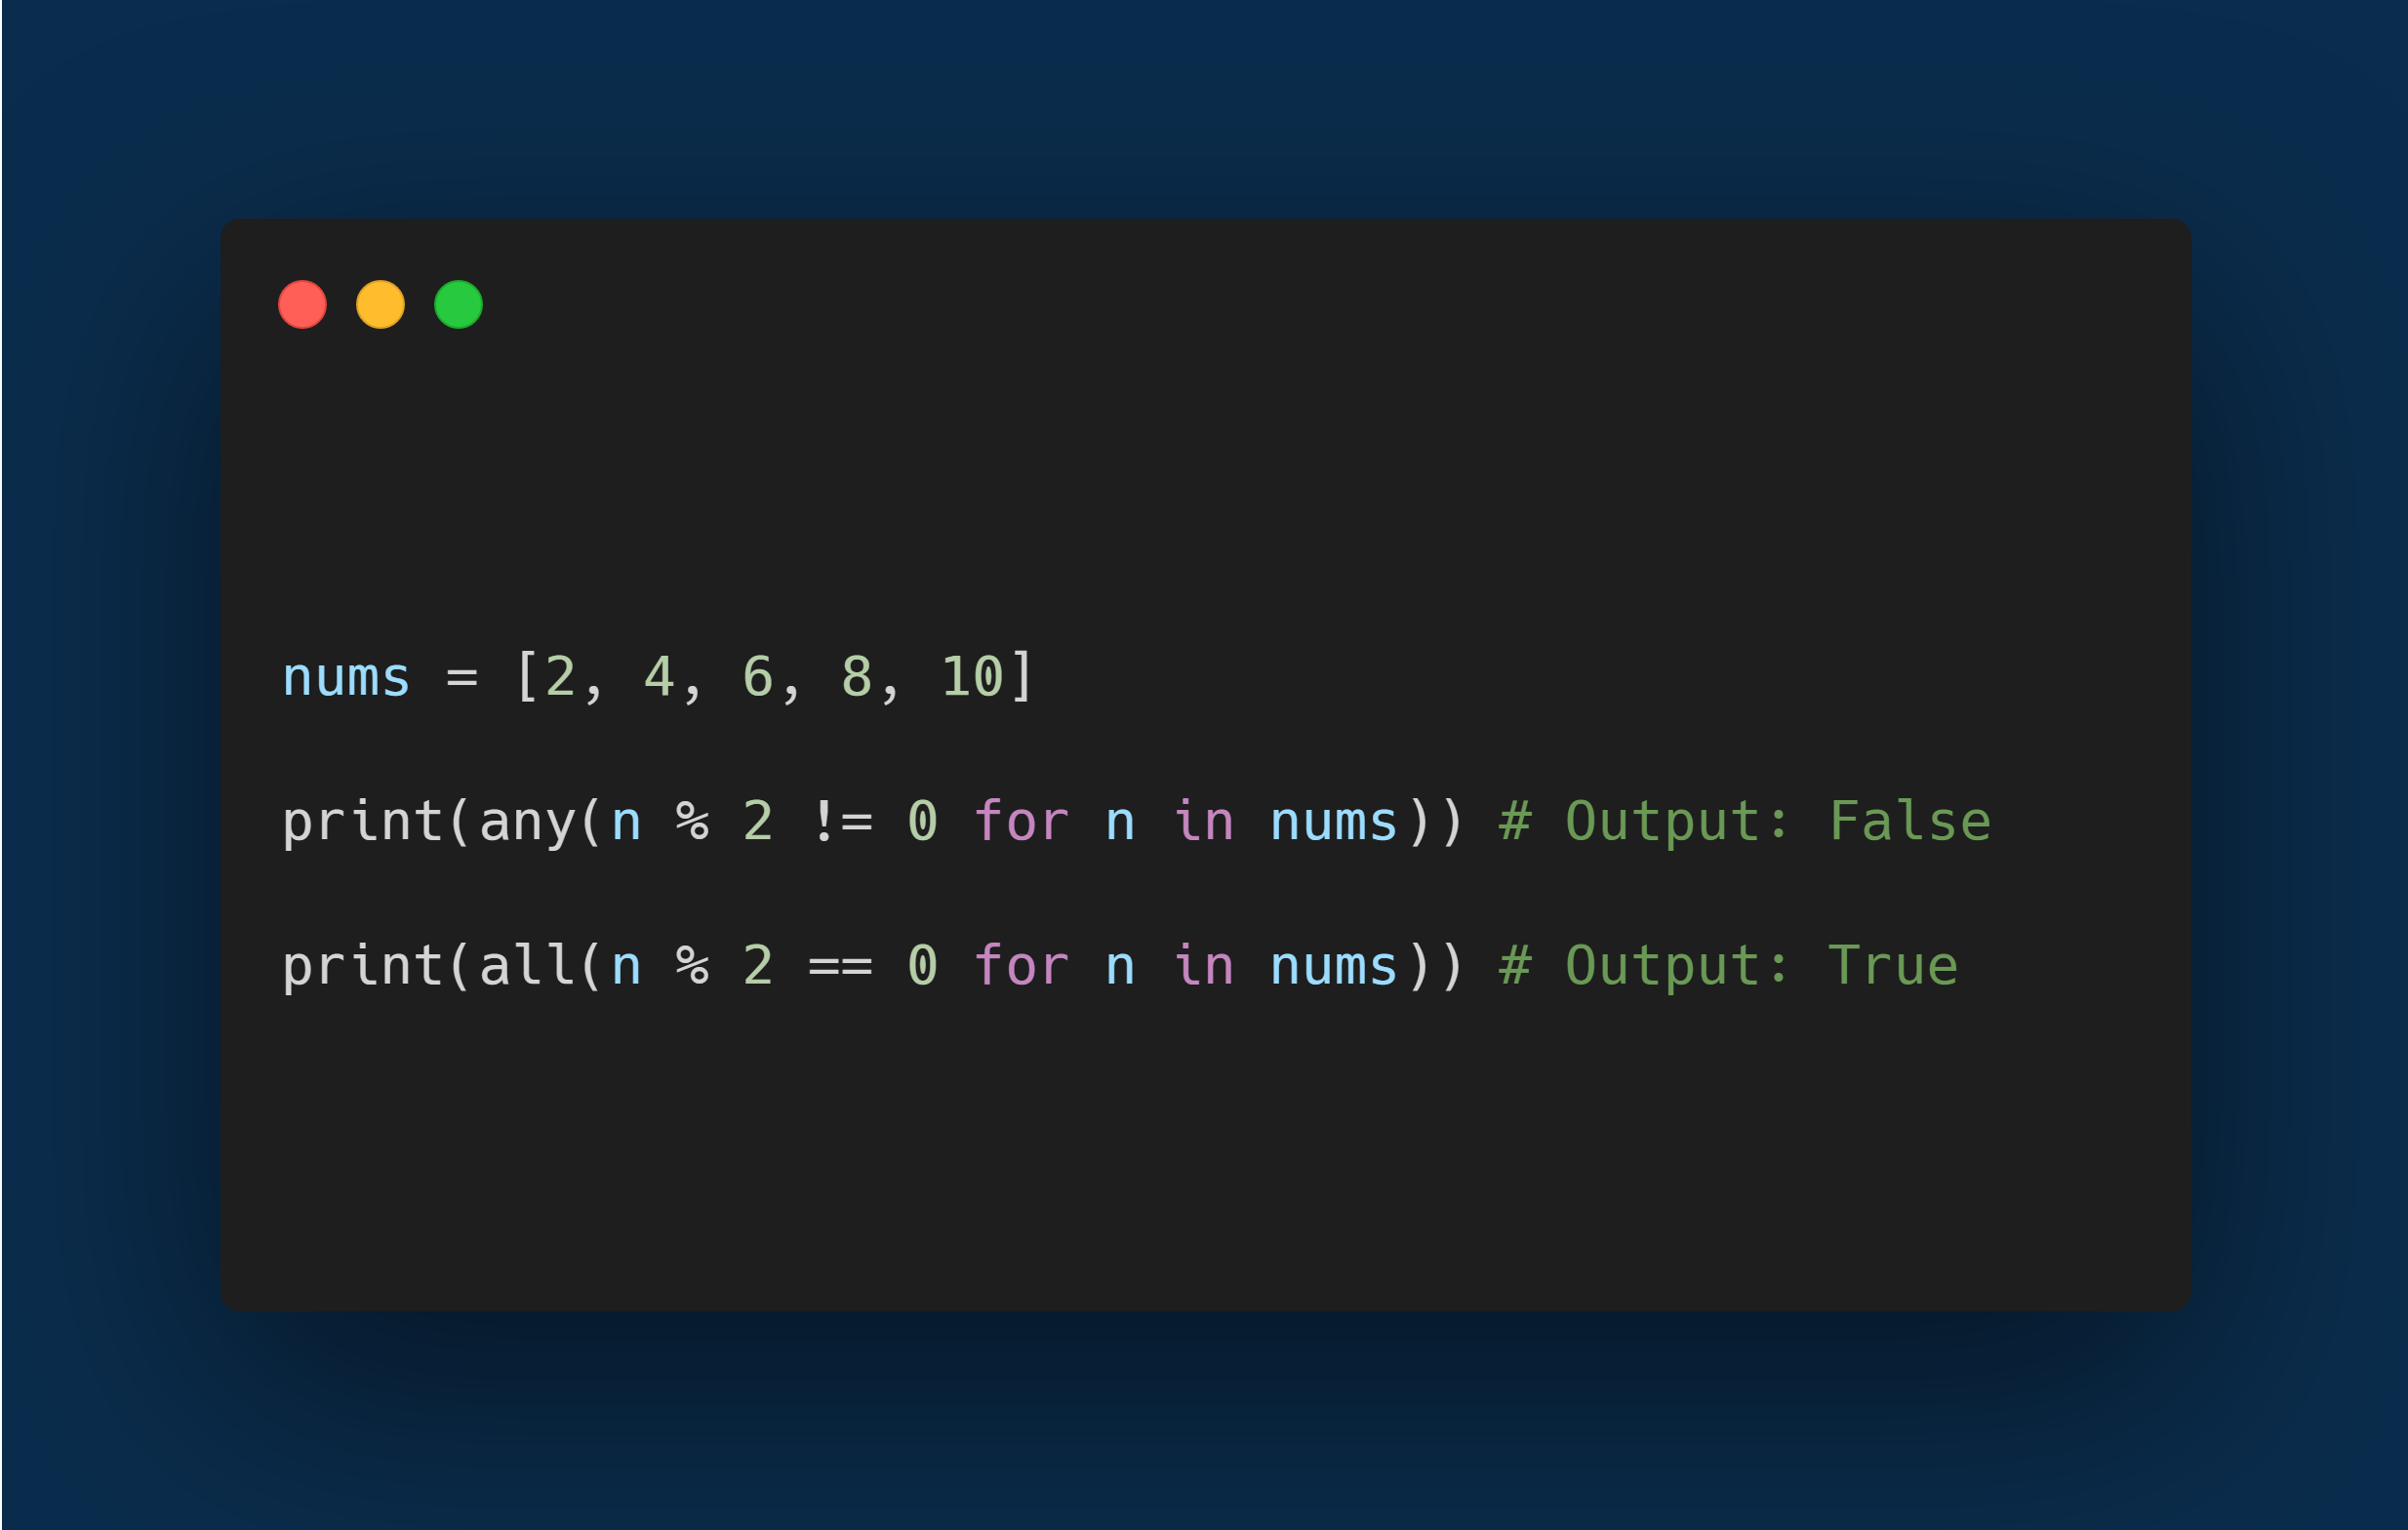 nums = [2, 4, 6, 8, 10]
print(any(n % 2 != 0 for n in nums)) # Output: False
print(all(n % 2 == 0 for n in nums)) # Output: True